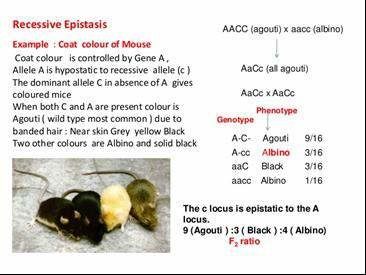 Recessive Epistasis
Example : Coat colour of Mouse
Coat colour is controlled by Gene A ,
Allele A is hypostatic to recessive allele (c )
The dominant allele C in absence of A gives
coloured mice
When both C and A are present colour is
Agouti ( wild type most common ) due to
banded hair : Near skin Grey yellow Black
Two other colours are Albino and solid black
AACC (agouti) x aacc (albino)
AaCc (all agouti)
AaCc x AaCc
Phenotype
Genotype
A-C- Agouti 9/16
A-cc Albino 3/16
aaC Black 3/16
aacc Albino 1/16
The c locus is epistatic to the A
locus.
9 (Agouti ) :3 ( Black ) :4 ( Albino)
F2 ratio